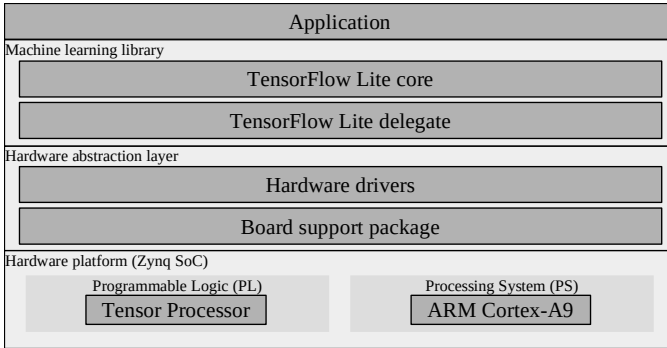 Application
Machine learning library
TensorFlow Lite core
TensorFlow Lite delegate
Hardware abstraction layer
Hardware drivers
Board support package
Hardware platform (Zynq SoC)
Programmable Logic (PL)
Tensor Processor
Processing System (PS)
ARM Cortex-A9